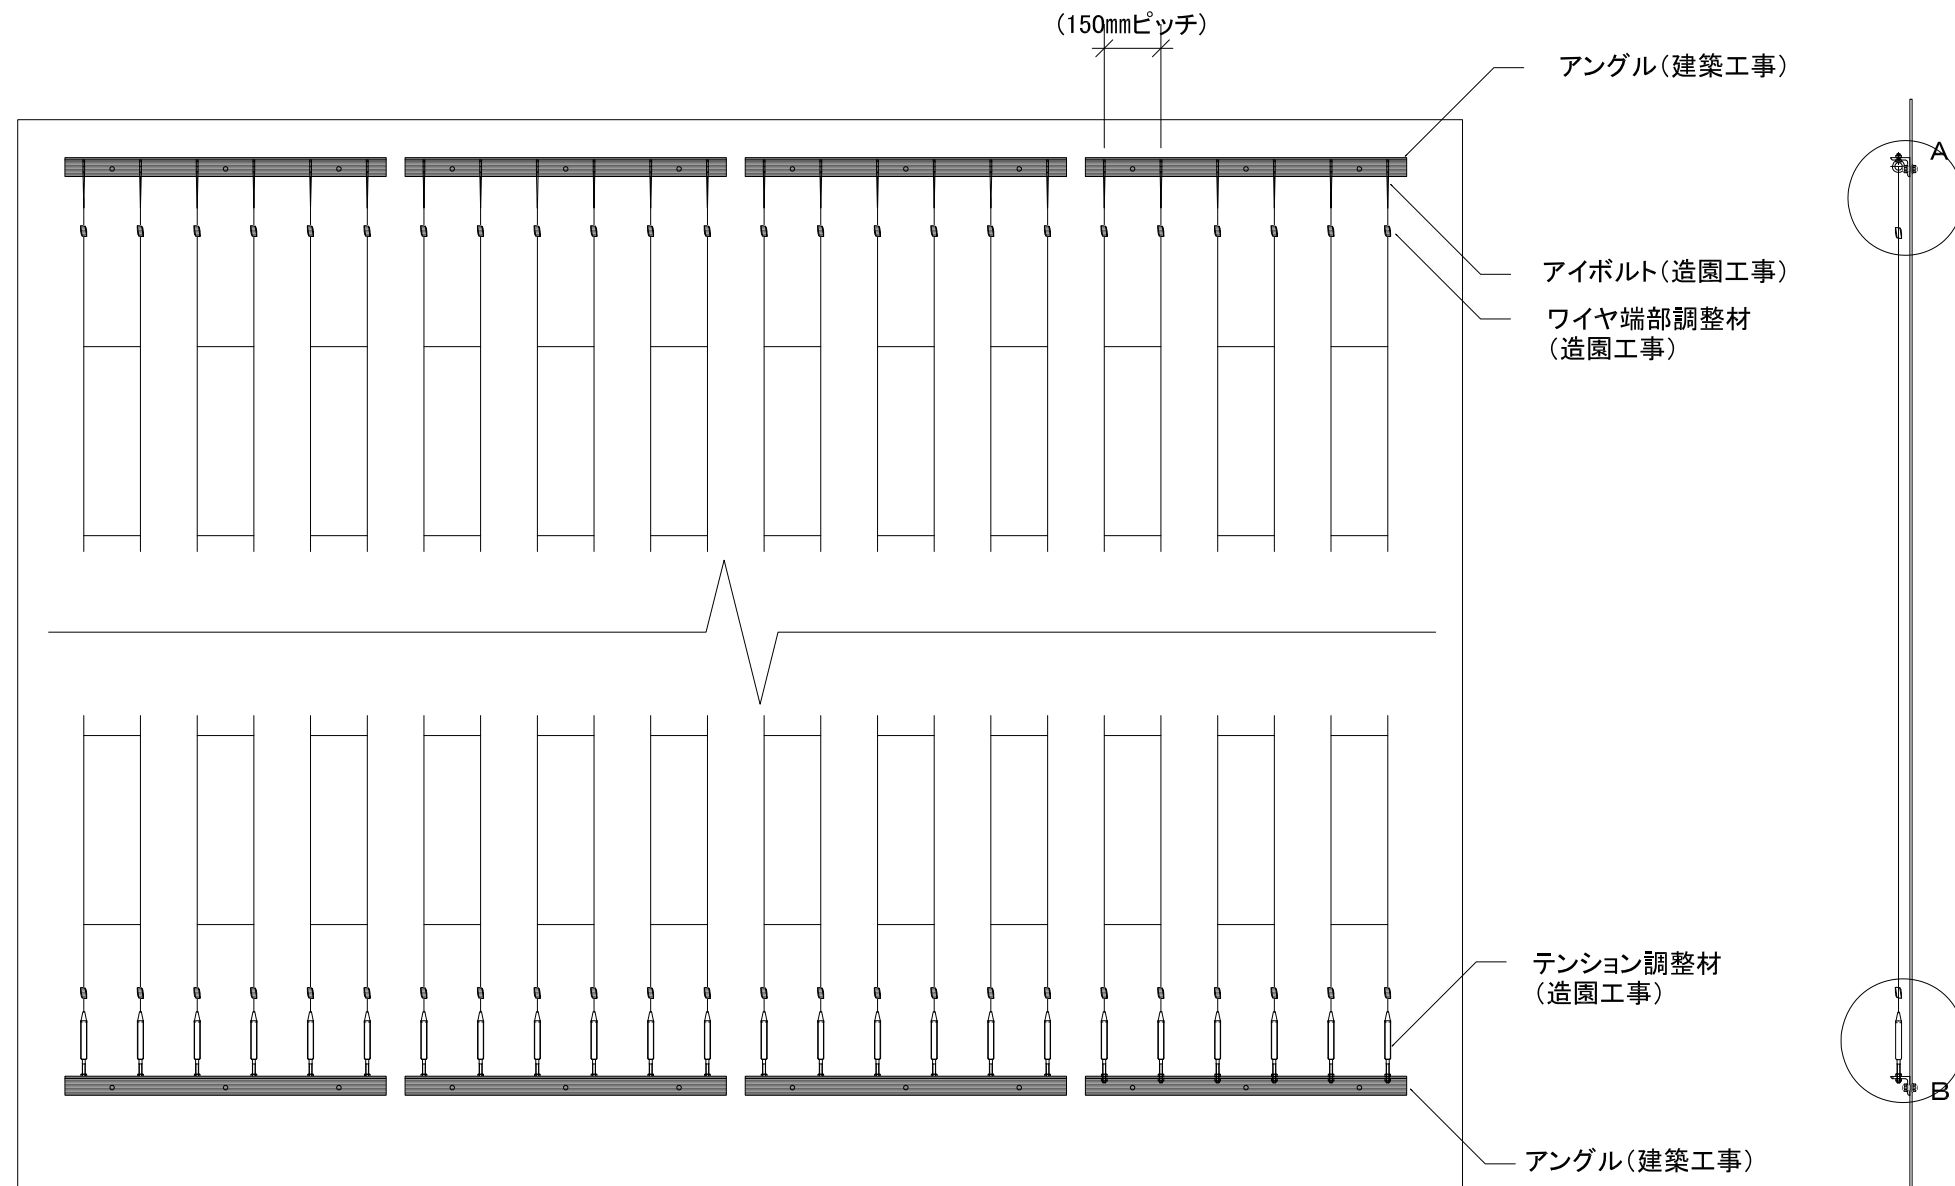 (150mmピッチ)
アングル(建築工事)
A
アイボルト(造園工事)
ワイヤ端部調整材
(造園工事)
テンション調整材
(造園工事)
B
アングル(建築工事)